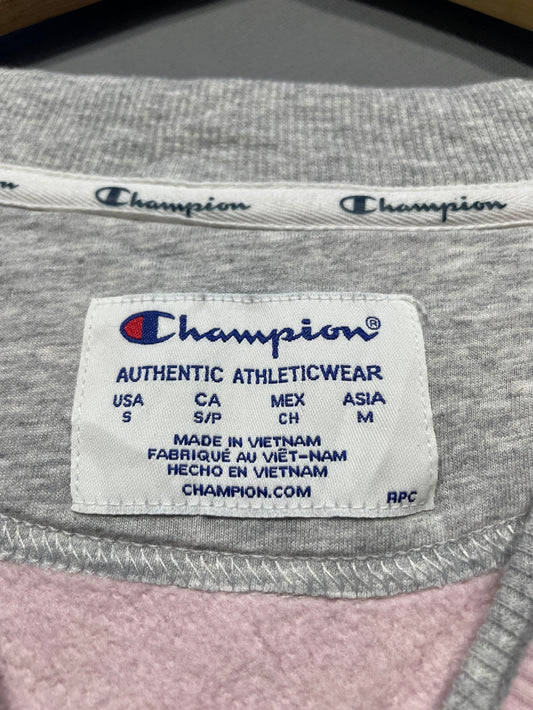 n Champion Champion
Champion®
AUTHENTIC ATHLETICWEAR
USA CA MEX ASIA
S S/P CH M
MADE IN VIETNAM
FABRIQUÉ AU VIÊT-NAM
HECHO EN VIETNAM
CHAMPION.COM
RPC